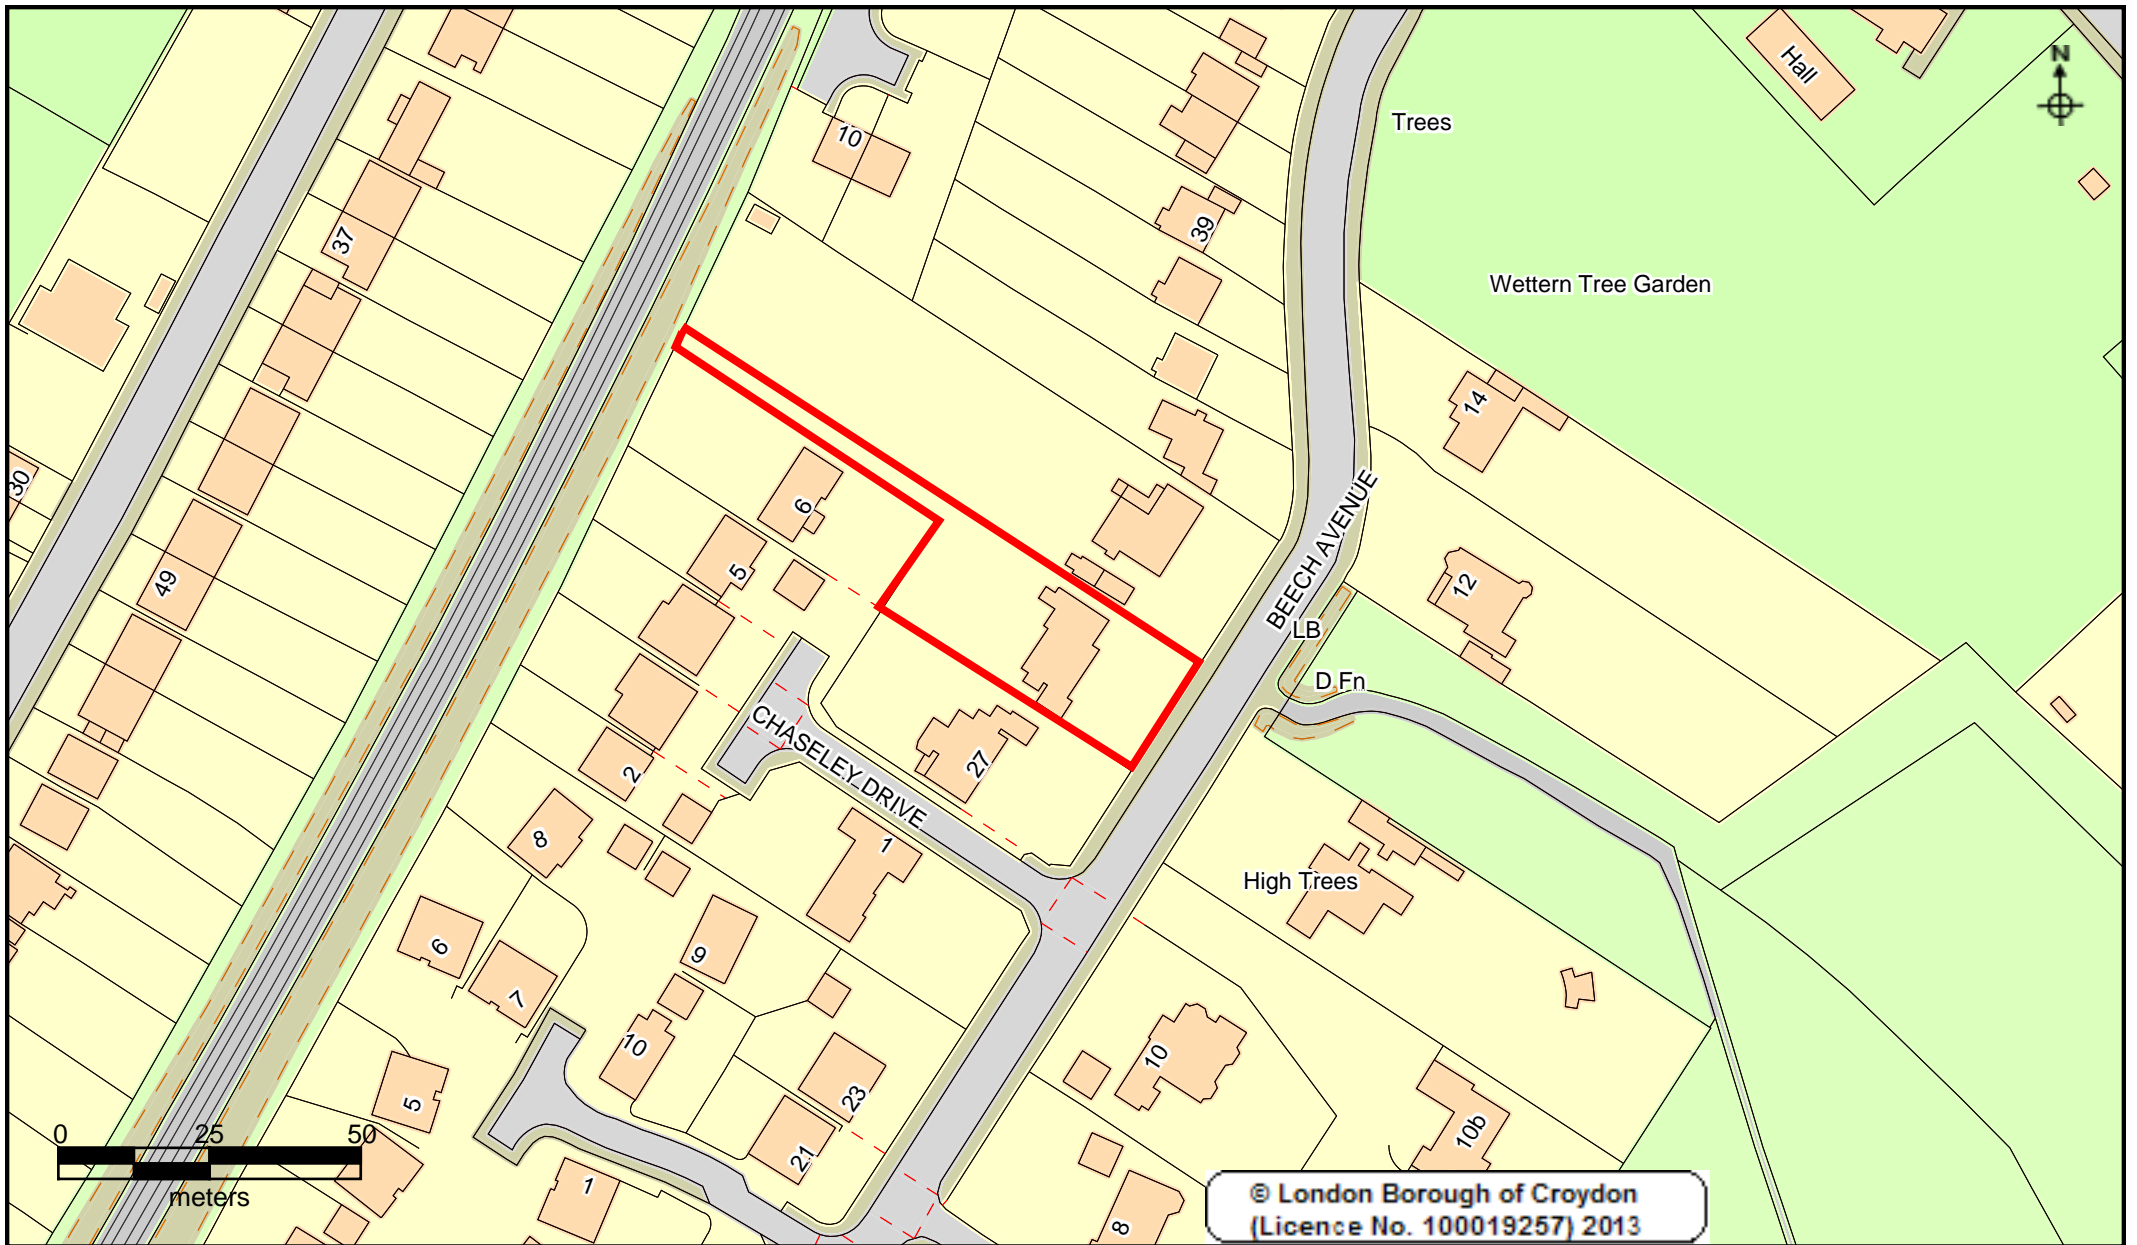 N
Hall
Trees
10
37
39
Wettern Tree Garden
14
30
6
5
49
BEECH AVENUE
12
LB
D Fn
CHASELEY DRIVE
27
2
8
1
High Trees
6
9
7
10
10
5
23
10b
21
1
8
0 25 50
meters
© London Borough of Croydon
(Licence No. 100019257) 2013